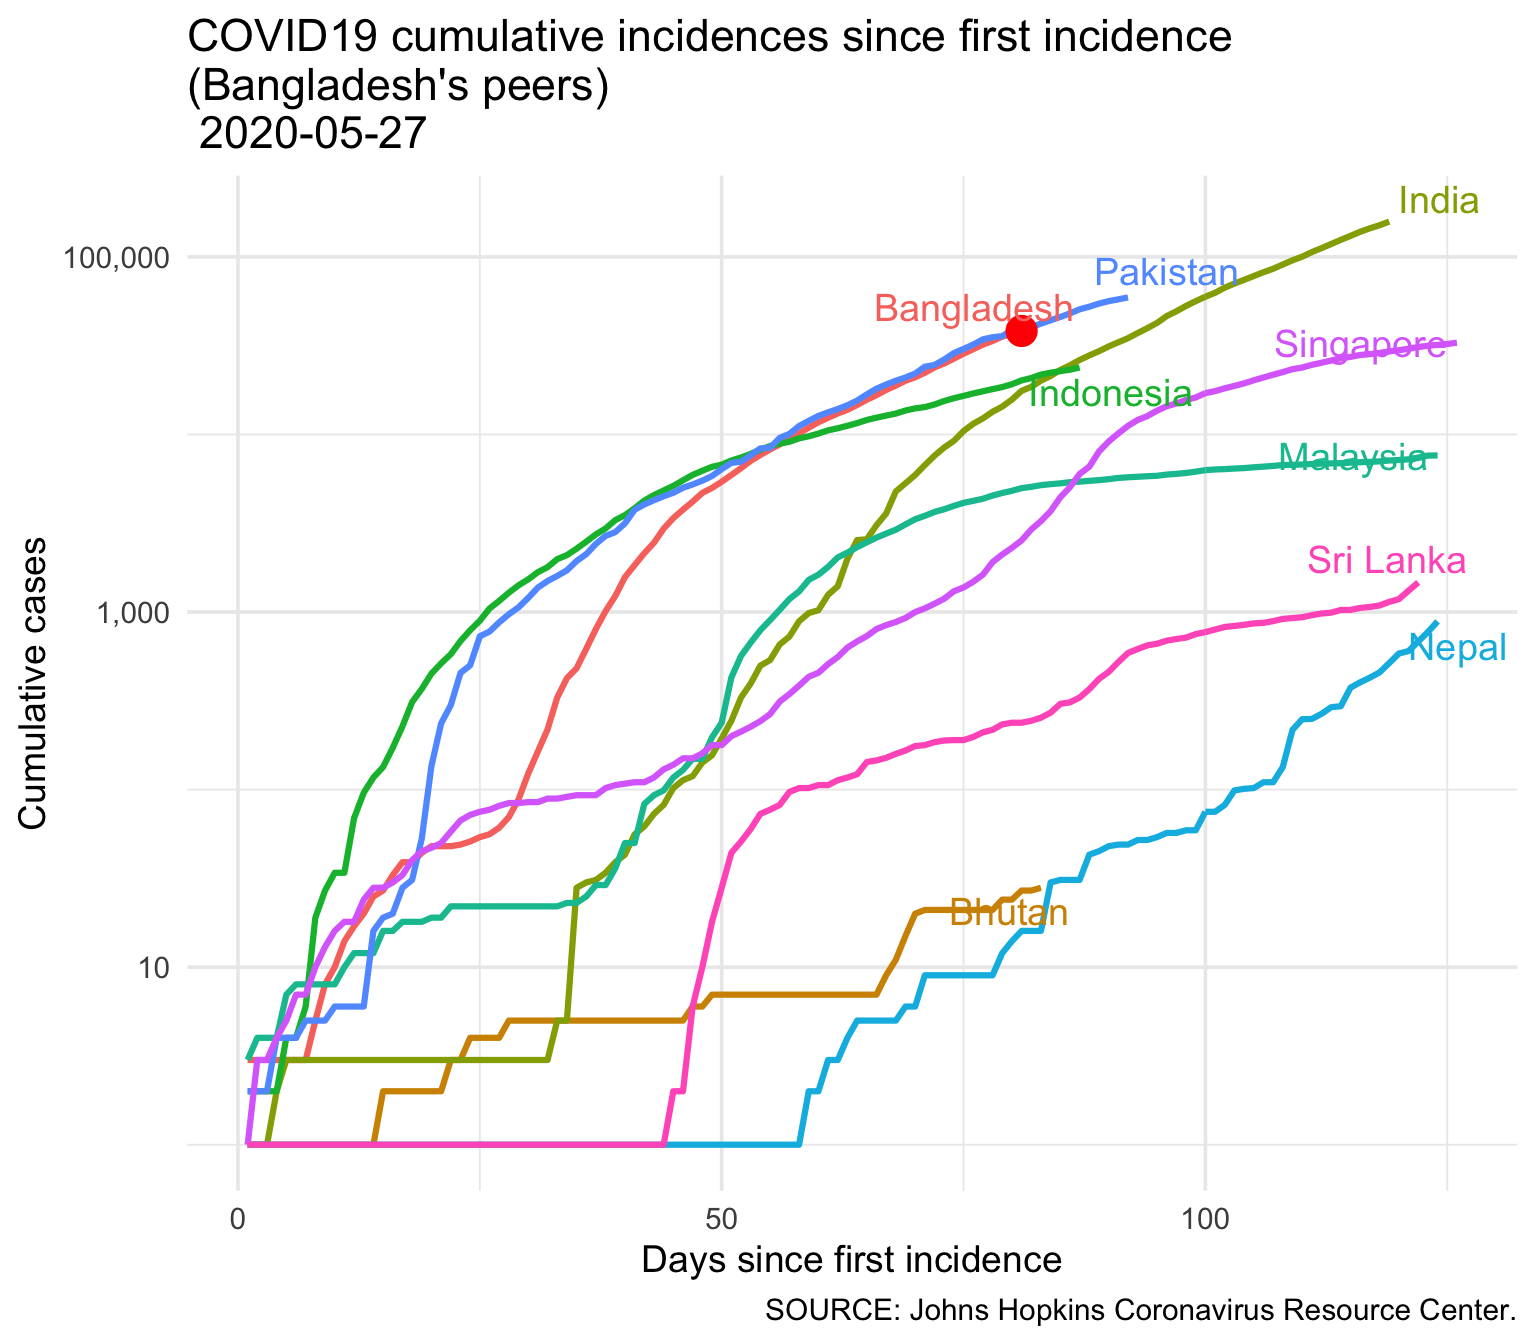 COVID19 cumulative incidences since first incidence
(Bangladesh's peers)
2020-05-27
India
100,000
Pakistan
Bangladesh
Singapore
Indonesia
Malaysia
Sri Lanka
1,000
Nepal
Cumulative cases
Bhutan
10
0
50
100
Days since first incidence
SOURCE: Johns Hopkins Coronavirus Resource Center.